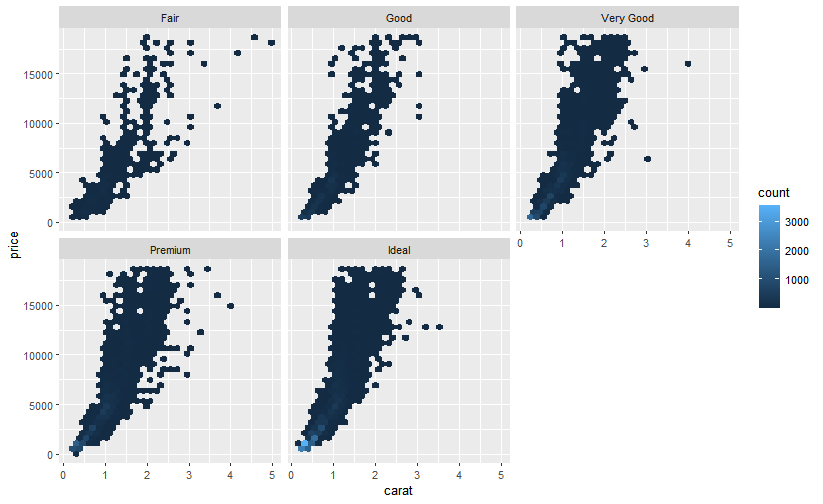 Fair Good Very Good
15000
10000
5000
0
0 1 2 3 4 5
count
3000
2000
1000
price
Premium Ideal
15000
10000
5000
0
0 1 2 3 4 5 0 1 2 3 4 5
carat